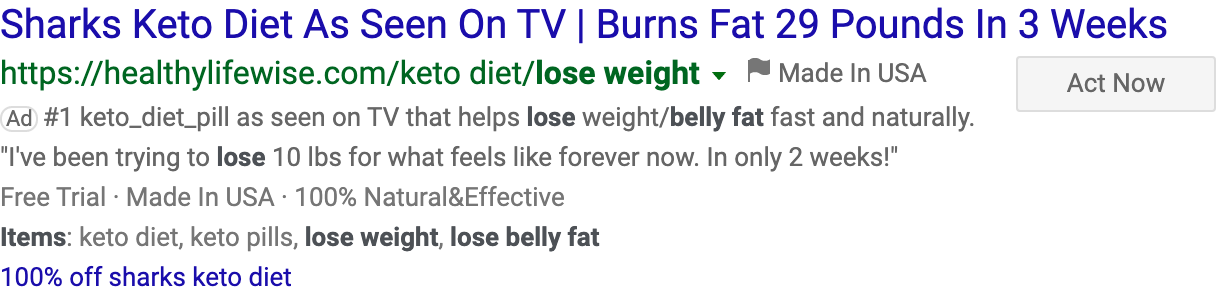 Sharks Keto Diet As Seen On TV | Burns Fat 29 Pounds In 3 Weeks
https://healthylifewise.com/keto diet/lose weight Made In USA
Act Now
Ad #1 keto_diet_pill as seen on TV that helps lose weight/belly fat fast and naturally.
"I've been trying to lose 10 lbs for what feels like forever now. In only 2 weeks!"
Free Trial · Made In USA · 100% Natural&Effective
Items: keto diet, keto pills, lose weight, lose belly fat
100% off sharks keto diet